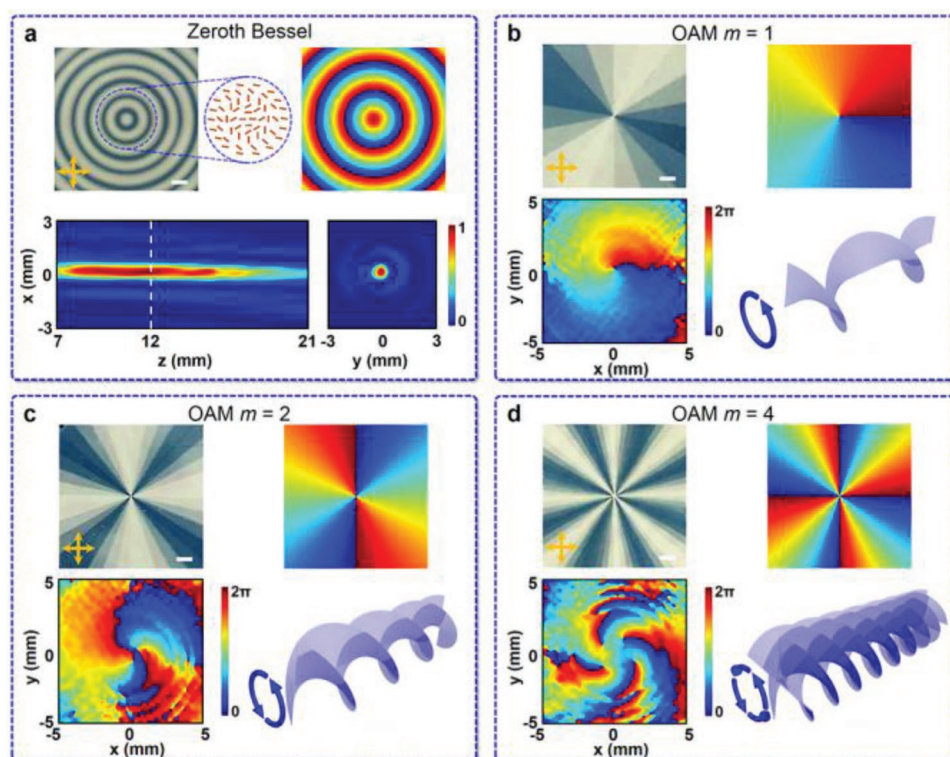 a
Zeroth Bessel
3
x (mm)
0
-3
7
12
21
z (mm)
-3
0
3
y (mm)
1
0
b
OAM m = 1
5
y (mm)
0
-5
-5
0
5
x (mm)
2π
0
c
OAM m = 2
5
y (mm)
0
-5
-5
0
5
x (mm)
2π
0
d
OAM m = 4
5
y (mm)
0
-5
-5
0
5
x (mm)
2π
0